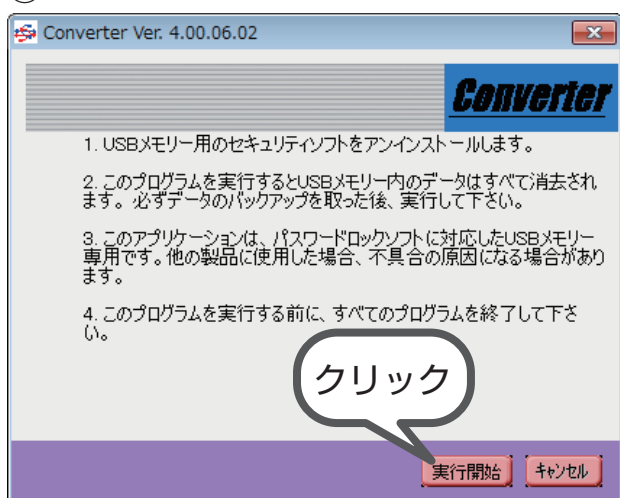 Converter Ver. 4.00.06.02
Converter
1. USBメモリー用のセキュリティソフトをアンインストールします。
2. このプログラムを実行するとUSBメモリー内のデータはすべて消去され
ます。必ずデータのバックアップを取った後、実行して下さい。
3. このアプリケーションは、パスワードロックソフトに対応したUSBメモリー
専用です。他の製品に使用した場合、不具合の原因になる場合があり
ます。
4. このプログラムを実行する前に、すべてのプログラムを終了して下さ
い。
クリック
実行開始 キャンセル